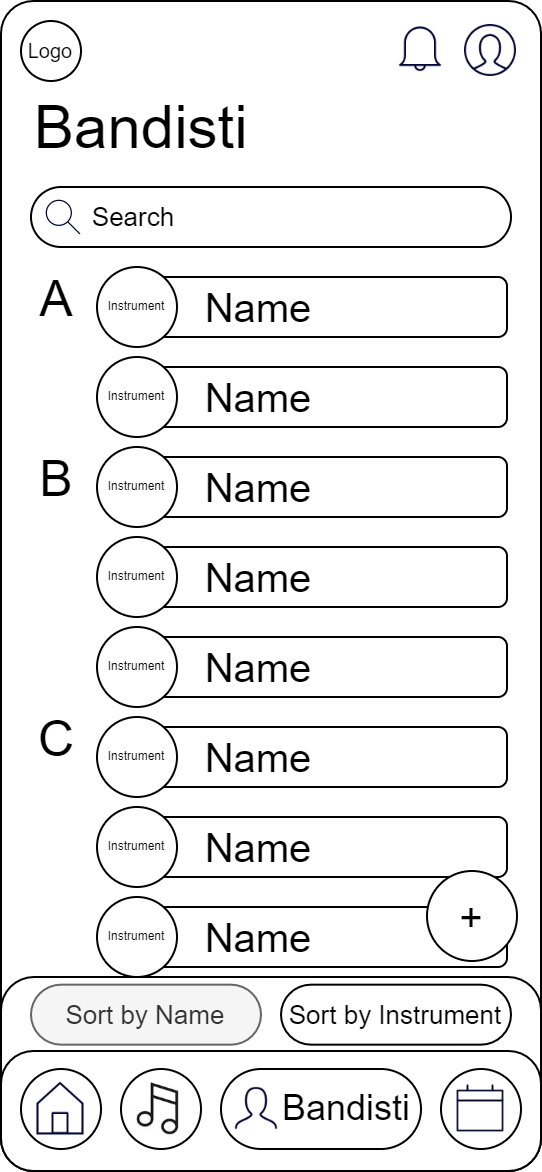 Logo
Bandisti
Search
A
Instrument Name
Instrument Name
B
Instrument Name
Instrument Name
Instrument Name
C
Instrument Name
Instrument Name
Instrument Name
+
Sort by Name Sort by Instrument
Bandisti